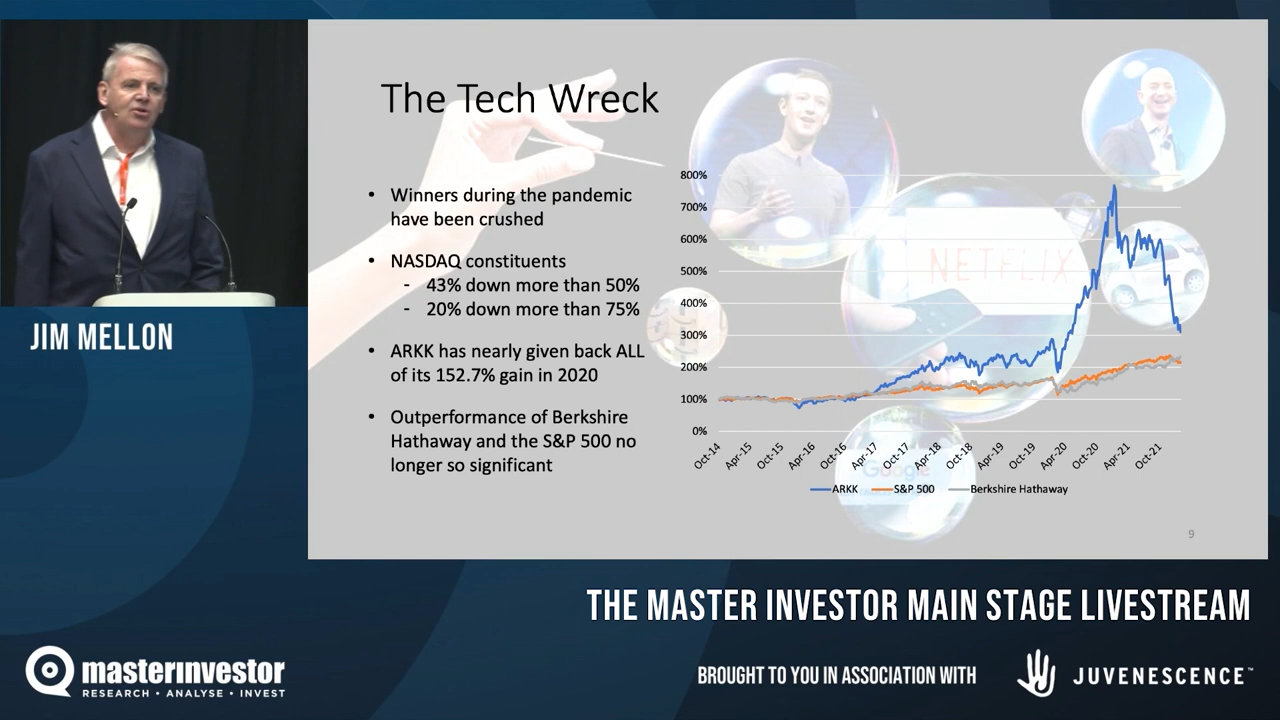 The Tech Wreck
• Winners during the pandemic
have been crushed
• NASDAQ constituents
- 43% down more than 50%
- 20% down more than 75%
• ARKK has nearly given back ALL
of its 152.7% gain in 2020
• Outperformance of Berkshire
Hathaway and the S&P 500 no
longer so significant
NETFLIX
Google
800%
700%
600%
500%
400%
300%
200%
100%
0%
Oct-14 Apr-15 Oct-15 Apr-16 Oct-16 Apr-17 Oct-17 Apr-18 Oct-18 Apr-19 Oct-19 Apr-20 Oct-20 Apr-21 Oct-21
ARKK S&P 500 Berkshire Hathaway
9
JIM MELLON
THE MASTER INVESTOR MAIN STAGE LIVESTREAM
masterinvestor
RESEARCH • ANALYSE • INVEST
BROUGHT TO YOU IN ASSOCIATION WITH
JUVENESCENCE™